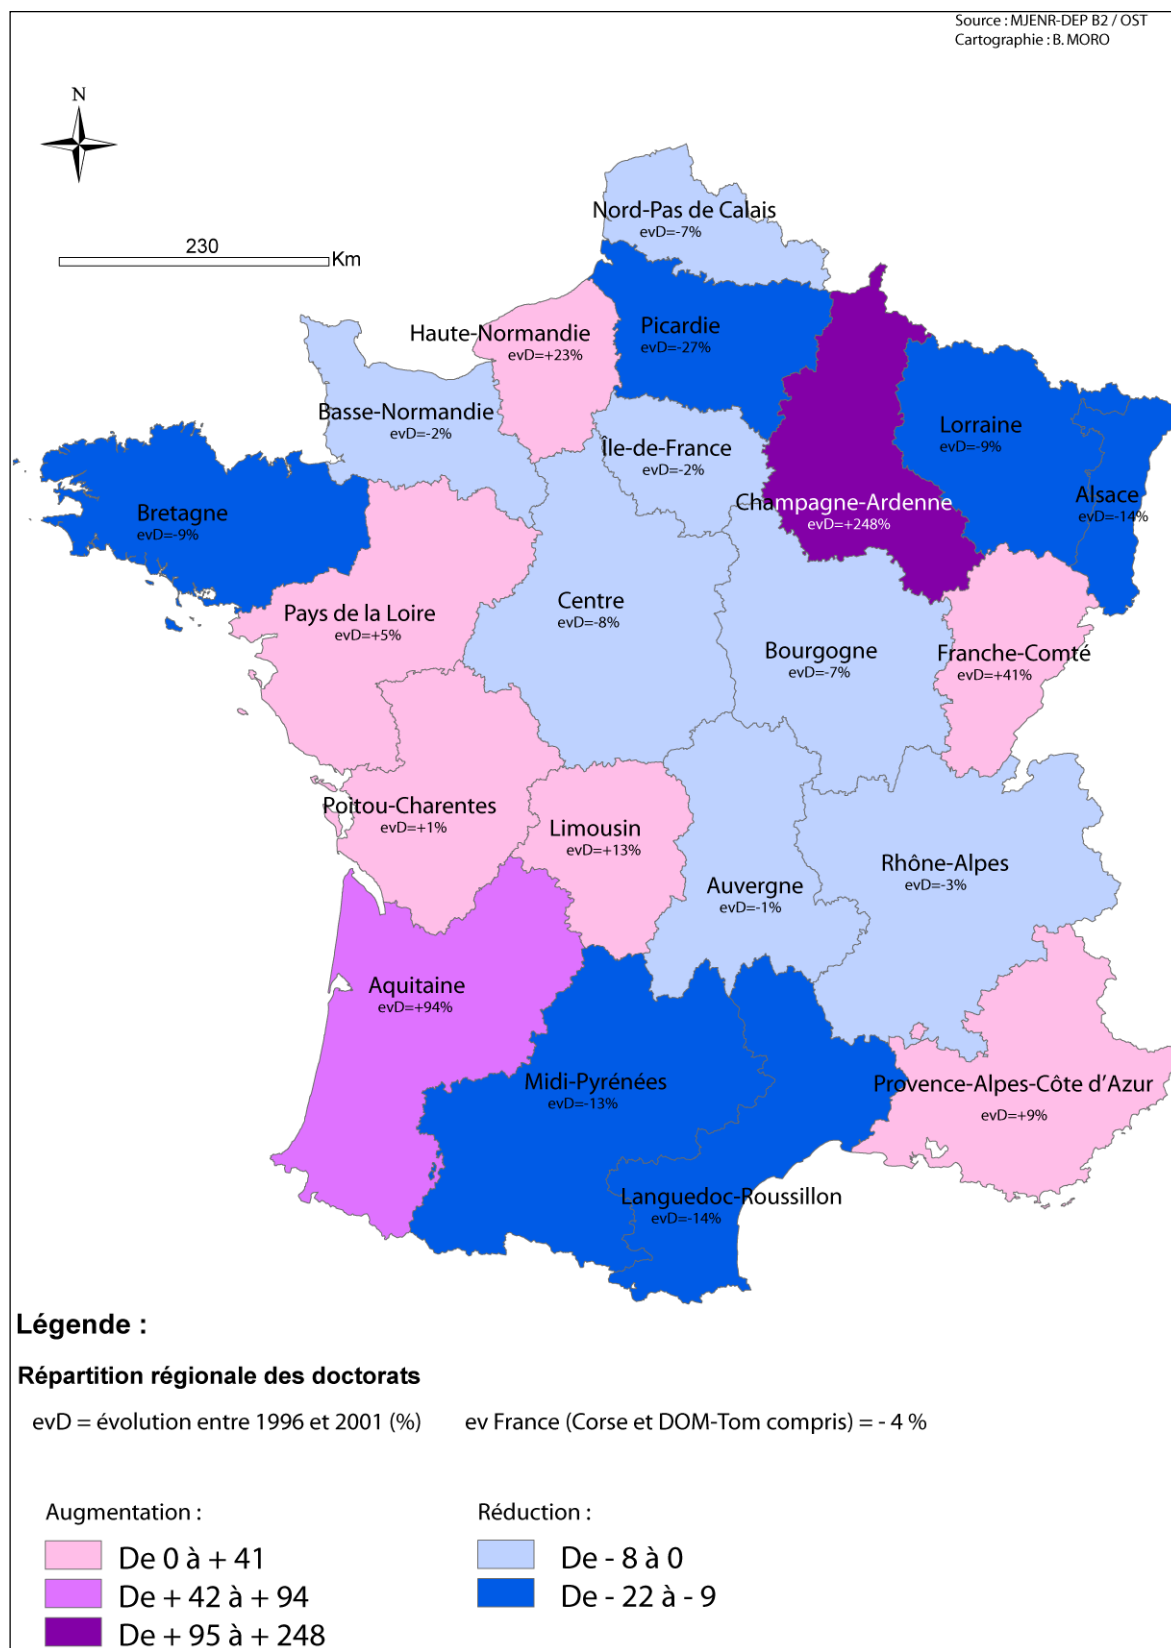 Source : MJENR-DEP B2 / OST
Cartographie : B. MORO
N
230
Km
Nord-Pas de Calais
evD=-7%
Picardie
evD=-27%
Haute-Normandie
evD=+23%
Basse-Normandie
evD=-2%
Île-de-France
evD=-2%
Champagne-Ardenne
evD=+248%
Lorraine
evD=-9%
Alsace
evD=-14%
Bretagne
evD=-9%
Pays de la Loire
evD=+5%
Centre
evD=-8%
Bourgogne
evD=-7%
Franche-Comté
evD=+41%
Poitou-Charentes
evD=+1%
Limousin
evD=+13%
Auvergne
evD=-1%
Rhône-Alpes
evD=-3%
Aquitaine
evD=+94%
Midi-Pyrénées
evD=-13%
Provence-Alpes-Côte d'Azur
evD=+9%
Languedoc-Roussillon
evD=-14%
Légende :
Répartition régionale des doctorats
evD = évolution entre 1996 et 2001 (%) ev France (Corse et DOM-Tom compris) = - 4 %
Augmentation :
De 0 à + 41
De + 42 à + 94
De + 95 à + 248
Réduction :
De - 8 à 0
De - 22 à - 9